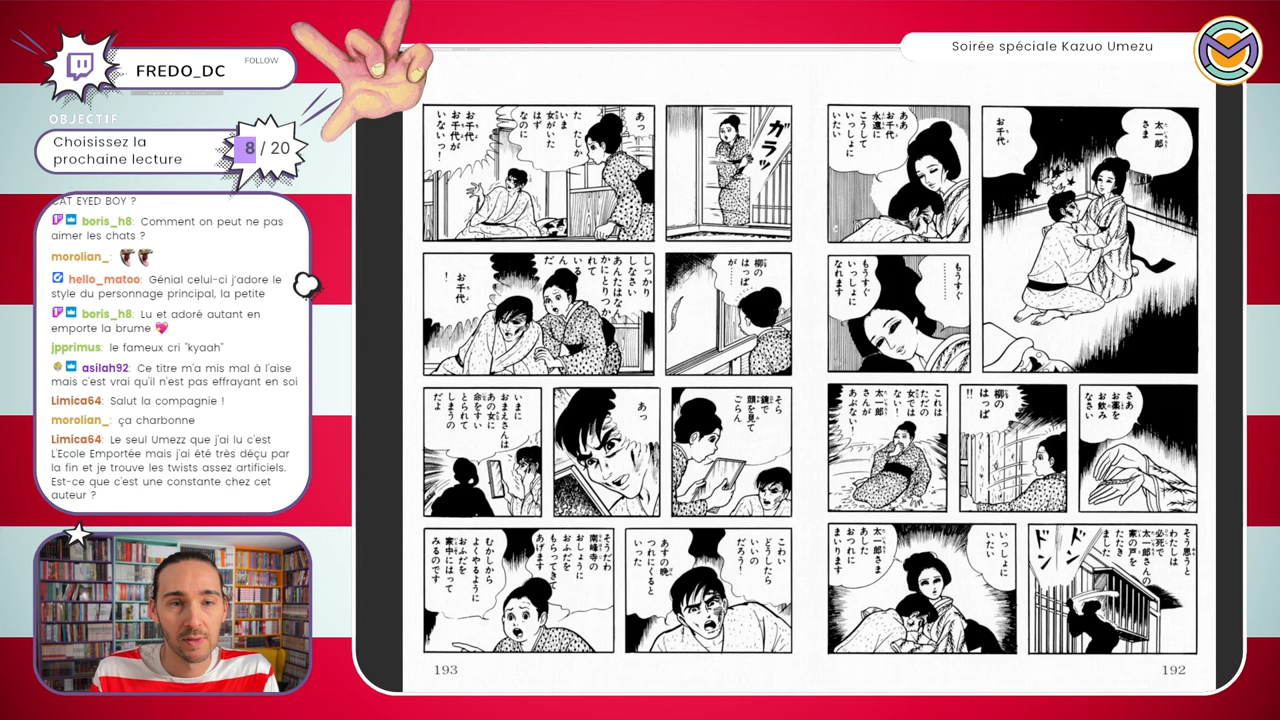 FREDO_DC
FOLLOW
OBJECTIF
Choisissez la
prochaine lecture
8 / 20
CAT EYED BOY ?
boris_h8: Comment on peut ne pas
aimer les chats ?
morolian_:
hello_matoo: Génial celui-ci j'adore le
style du personnage principal, la petite
boris_h8: Lu et adoré autant en
emporte la brume
jpprimus: le fameux cri "kyaah"
asilah92: Ce titre m'a mis mal à l'aise
mais c'est vrai qu'il n'est pas effrayant en soi
Limica64: Salut la compagnie !
morolian_: ça charbonne
Limica64: Le seul Umezz que j'ai lu c'est
L'Ecole Emportée mais j'ai été très déçu par
la fin et je trouve les twists assez artificiels.
Est-ce que c'est une constante chez cet
auteur ?
Soirée spéciale Kazuo Umezu
太一郎
さま
お千代
ああ
お千代
永遠に
こうして
いっしょに
いたい
もうすぐ
………
もうすぐ
いっしょに
なれます
さあ
お薬を
お飲み
なさい
柳の
はっぱ
!!
これは
ただの
女では
ない!
太一郎
さんが
あぶない!
そう思うと
わたしは
必死で
太一郎さんの
家の戸を
たたき
ました
ドン
ドン
いっしょに
いたい
太一郎さま
あした
おつれに
まいります
192
ガラッ
あっ
た たしか
いま
女がいた
はず
なのに
お千代が
お千代が
いないっ!
柳の
はっぱ
が……
しっかり
しなさい
あんたはなん
かにとりつか
れて
いる
んだ
お千代
!
そら
鏡で
顔を見て
ごらん
あっ
いまに
おまえさんは
あの女に
命をすい
とられて
しまうの
だよ
こわい
どうしたら
いいの
だろう!
あすの晩
つれにくると
いった
そうだわ
南峰寺の
おしょうに
おふだを
もらってきて
あげます
むかしから
よくやるように
おふだを
家中にはって
みるのです
193